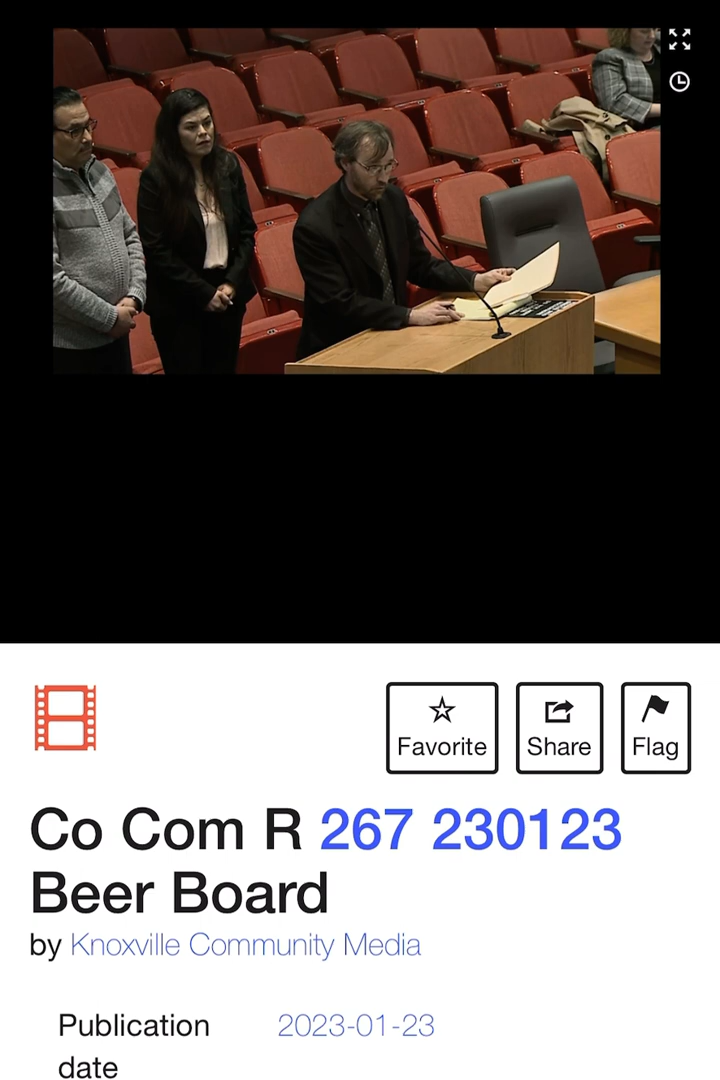 Favorite
Share
Flag
Co Com R 267 230123
Beer Board
by Knoxville Community Media
Publication 2023-01-23
date